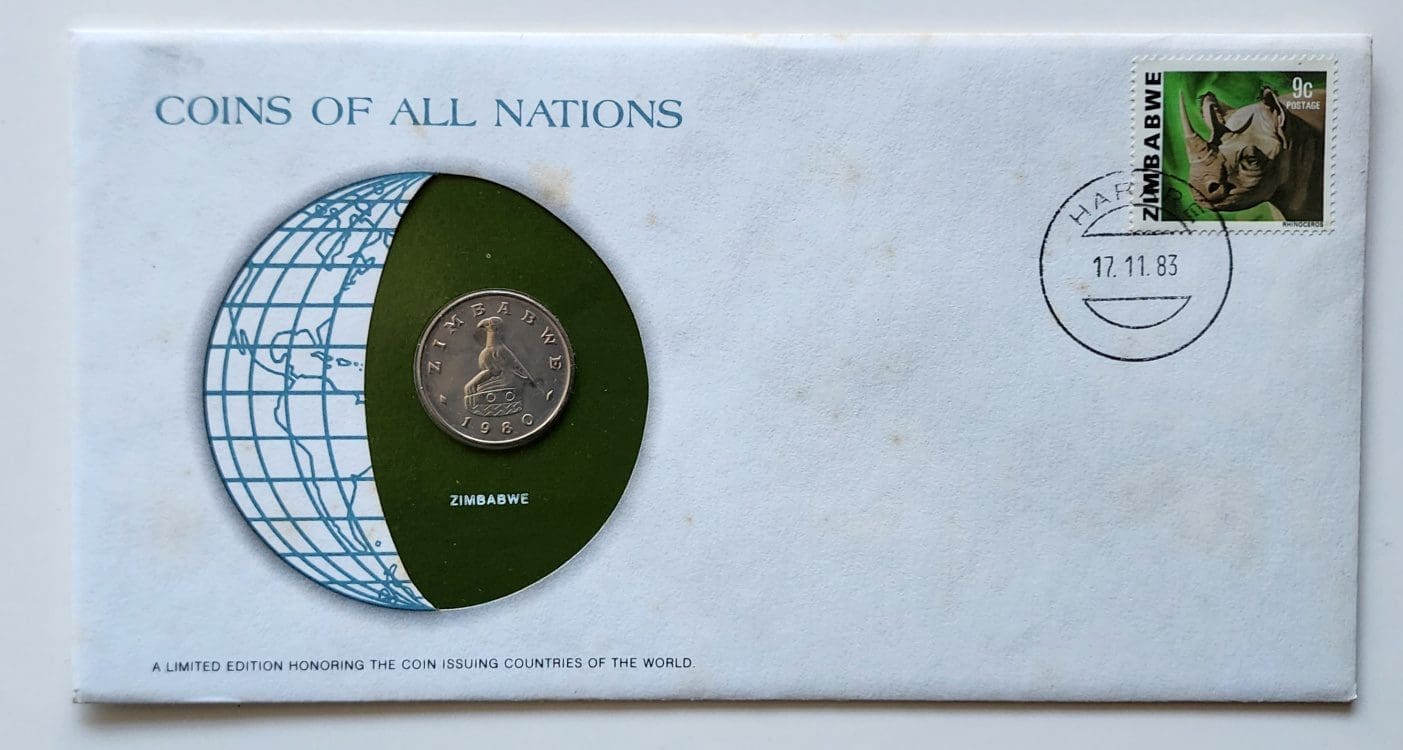 COINS OF ALL NATIONS
ZIMBABWE
9c
POSTAGE
RHINOCEROS
HARARE
17.11.83
ZIMBABWE
1980
ZIMBABWE
A LIMITED EDITION HONORING THE COIN ISSUING COUNTRIES OF THE WORLD.